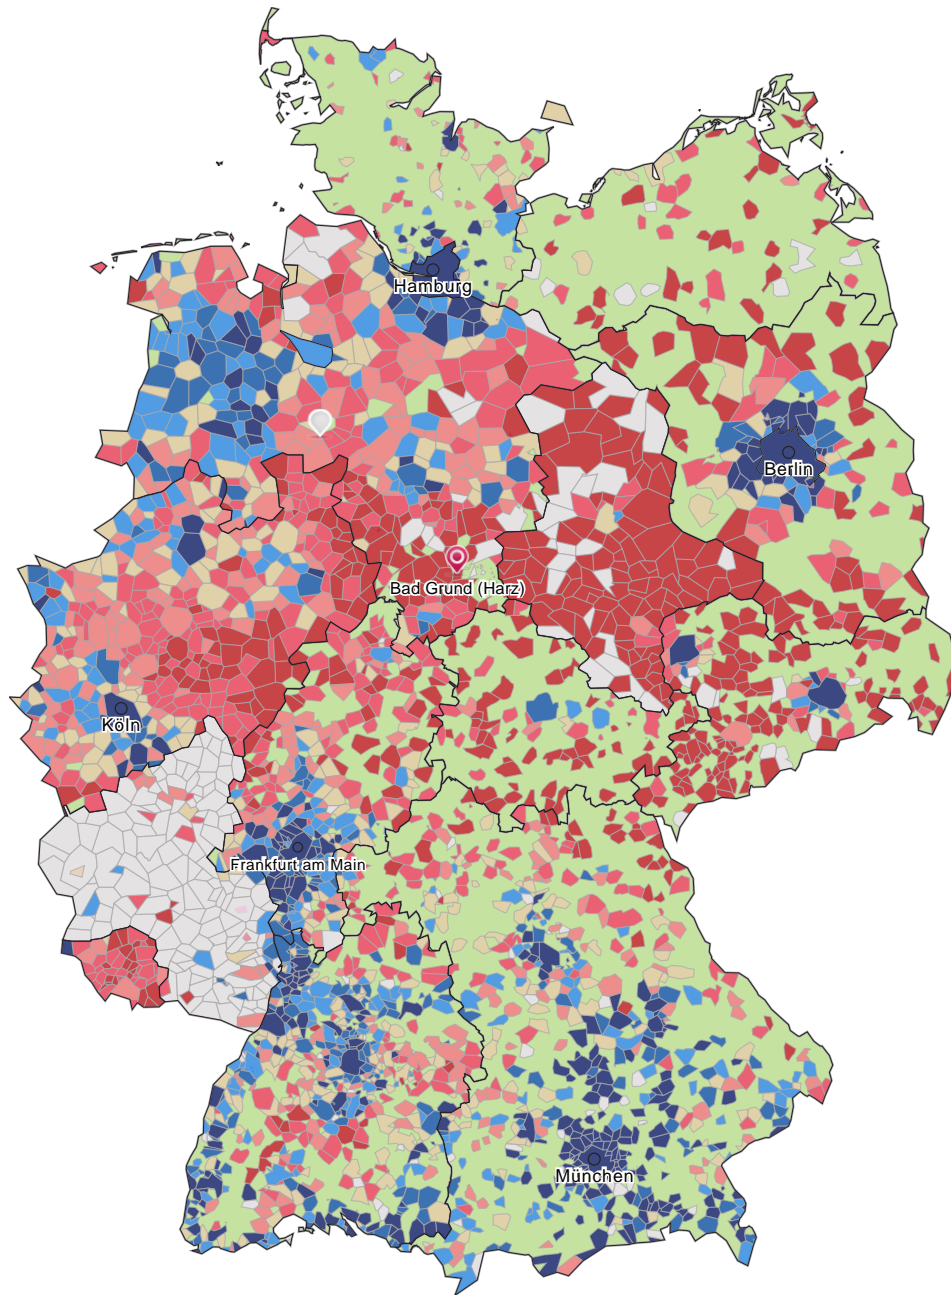 Hamburg
Berlin
Bad Grund (Harz)
Köln
Frankfurt am Main
München